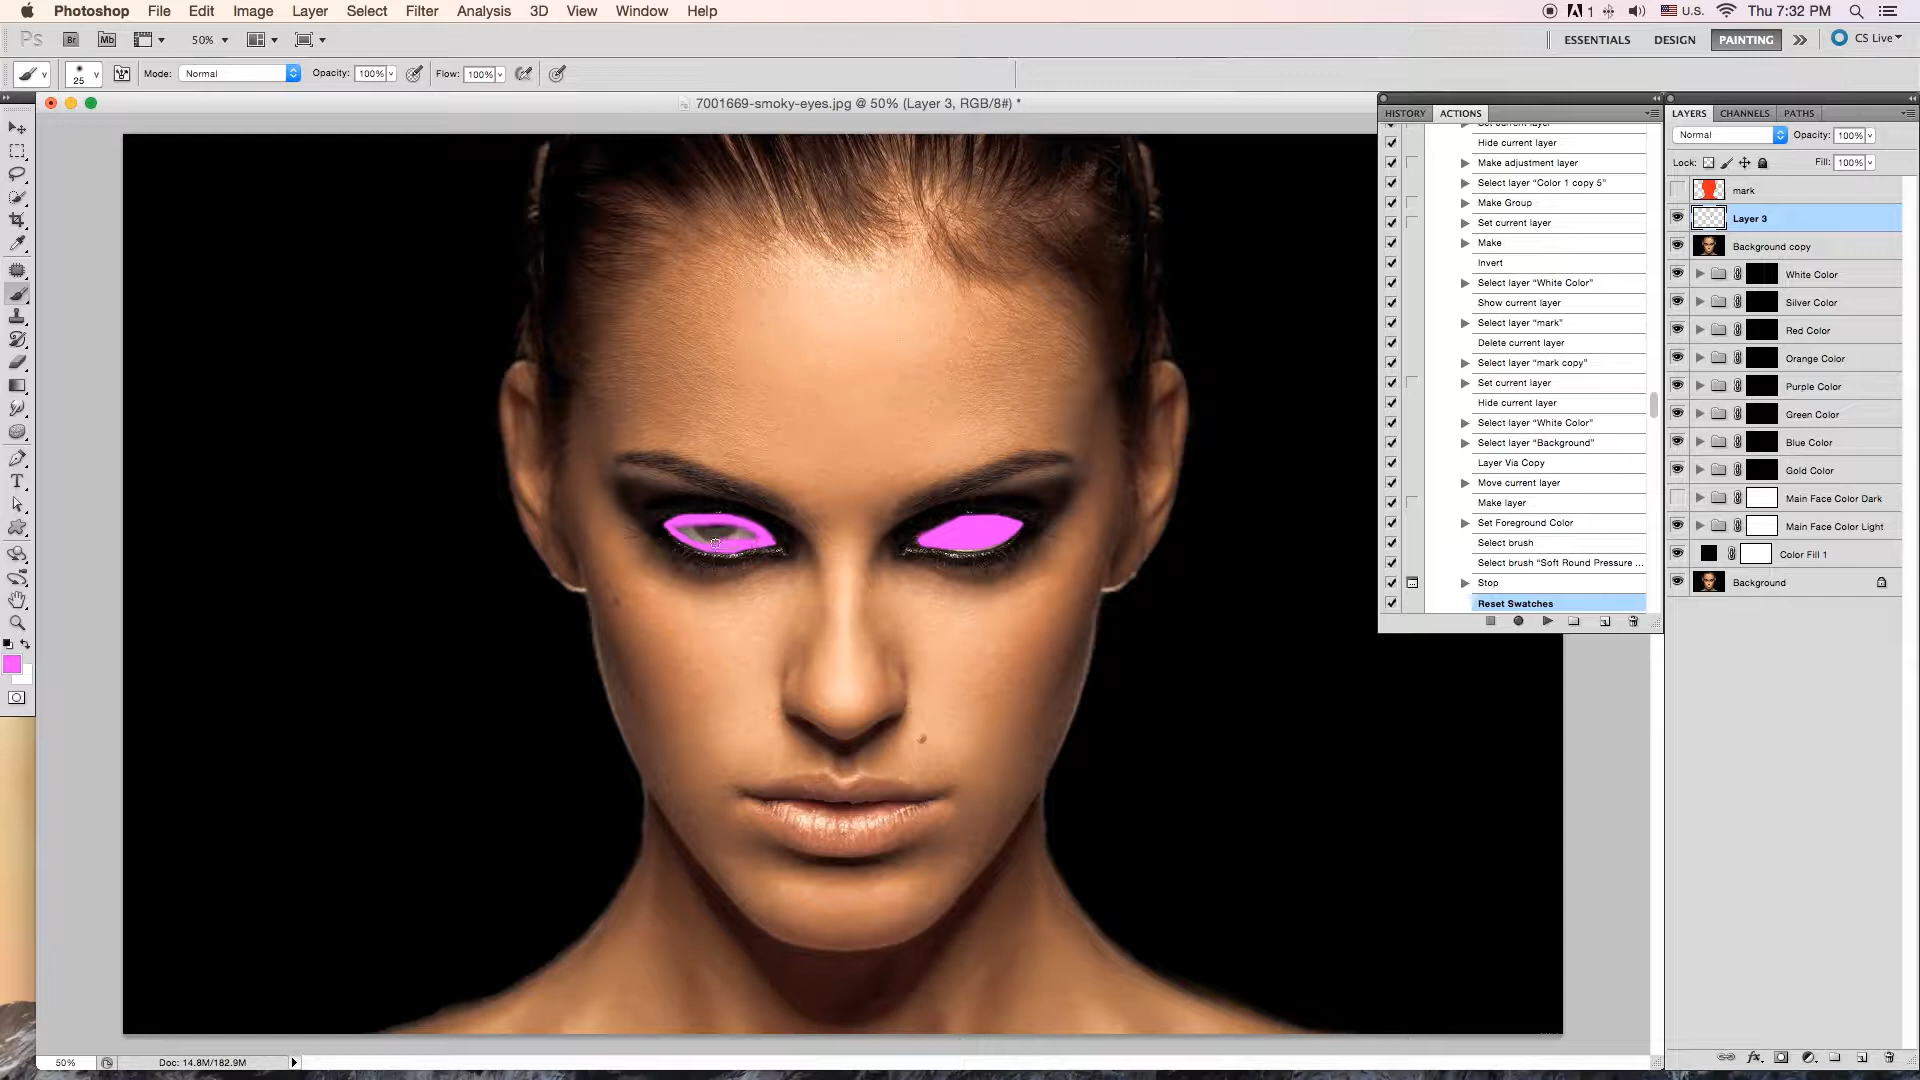 Photoshop File Edit Image Layer Select Filter Analysis 3D View Window Help 1 U.S. Thu 7:32 PM
Ps Br Mb 50% ESSENTIALS DESIGN PAINTING CS Live
25 Mode: Normal Opacity: 100% Flow: 100%
7001669-smoky-eyes.jpg @ 50% (Layer 3, RGB/8#) *
HISTORY ACTIONS
Hide current layer
Make adjustment layer
Select layer “Color 1 copy 5”
Make Group
Set current layer
Make
Invert
Select layer “White Color”
Show current layer
Select layer “mark”
Delete current layer
Select layer “mark copy”
Set current layer
Hide current layer
Select layer “White Color”
Select layer “Background”
Layer Via Copy
Move current layer
Make layer
Set Foreground Color
Select brush
Select brush “Soft Round Pressure ...
Stop
Reset Swatches
LAYERS CHANNELS PATHS
Normal Opacity: 100%
Lock: Fill: 100%
mark
Layer 3
Background copy
White Color
Silver Color
Red Color
Orange Color
Purple Color
Green Color
Blue Color
Gold Color
Main Face Color Dark
Main Face Color Light
Color Fill 1
Background
T
50% Doc: 14.8M/182.9M
fx